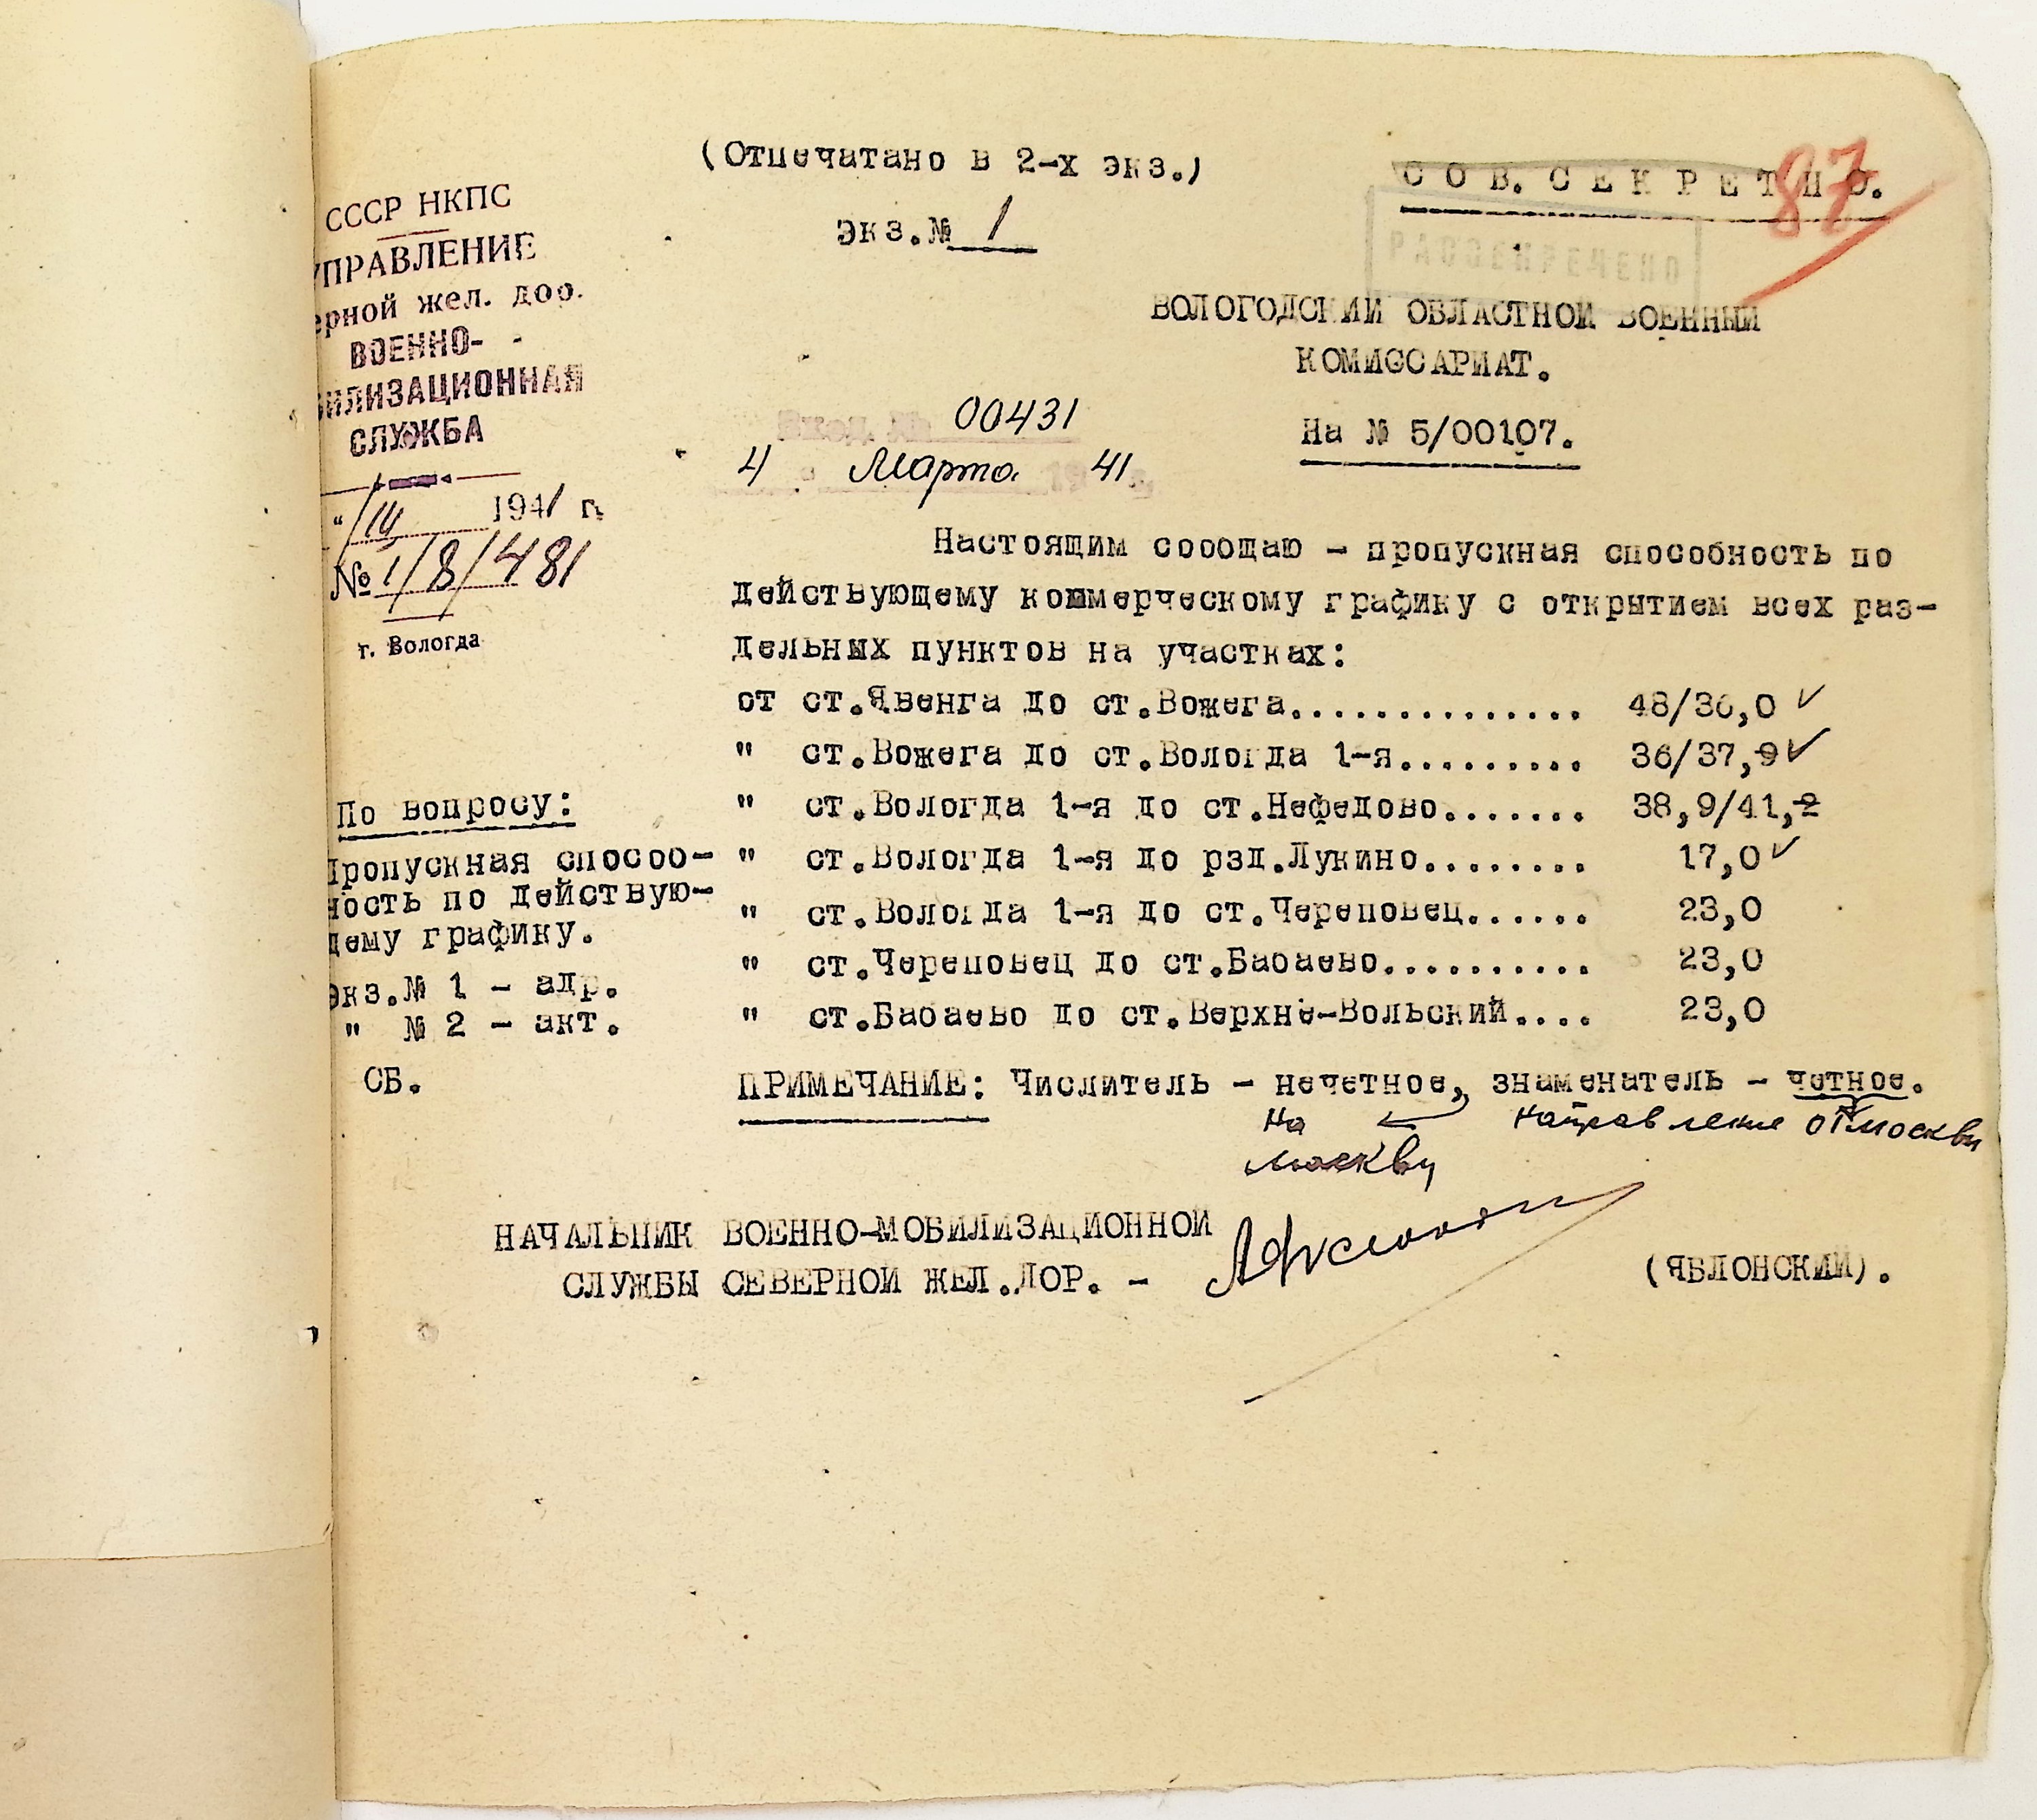 (Отпечатано в 2-х экз.)
экз.№ 1
СОВ.СЕКРЕТНО.
87
РАССЕКРЕЧЕНО
СССР НКПС
УПРАВЛЕНИЕ
ерной жел. дор.
ВОЕННО-
БИЛИЗАЦИОННАЯ
СЛУЖБА
"1/III 1941 г.
№ 1/8/481
г. Вологда
ВОЛОГОДСКИЙ ОБЛАСТНОЙ ВОЕННЫЙ
КОМИССАРИАТ.
На № 5/00107.
Вход. № 00431
4 " Марта 1941 г.
Настоящим сообщаю - пропускная способность по
действующему коммерческому графику с открытием всех раз-
дельных пунктов на участках:
от ст.Явенга до ст.Вожега.............. 48/36,0 ✓
" ст.Вожега до ст.Вологда 1-я......... 36/37,9 ✓
" ст.Вологда 1-я до ст.Нефедово....... 38,9/41,2
" ст.Вологда 1-я до рзд.Лукино........ 17,0 ✓
" ст.Вологда 1-я до ст.Череповец...... 23,0
" ст.Череповец до ст.Бабаево.......... 23,0
" ст.Бабаево до ст.Верхне-Вольский.... 23,0
По вопросу:
Пропускная способ-
ность по действую-
щему графику.
экз.№ 1 - адр.
" № 2 - акт.
СБ.
ПРИМЕЧАНИЕ: Числитель - нечетное, знаменатель - четное.
на москву
направление от москвы
НАЧАЛЬНИК ВОЕННО-МОБИЛИЗАЦИОННОЙ
СЛУЖБЫ СЕВЕРНОЙ ЖЕЛ.ДОР. - (ЯБЛОНСКИЙ).